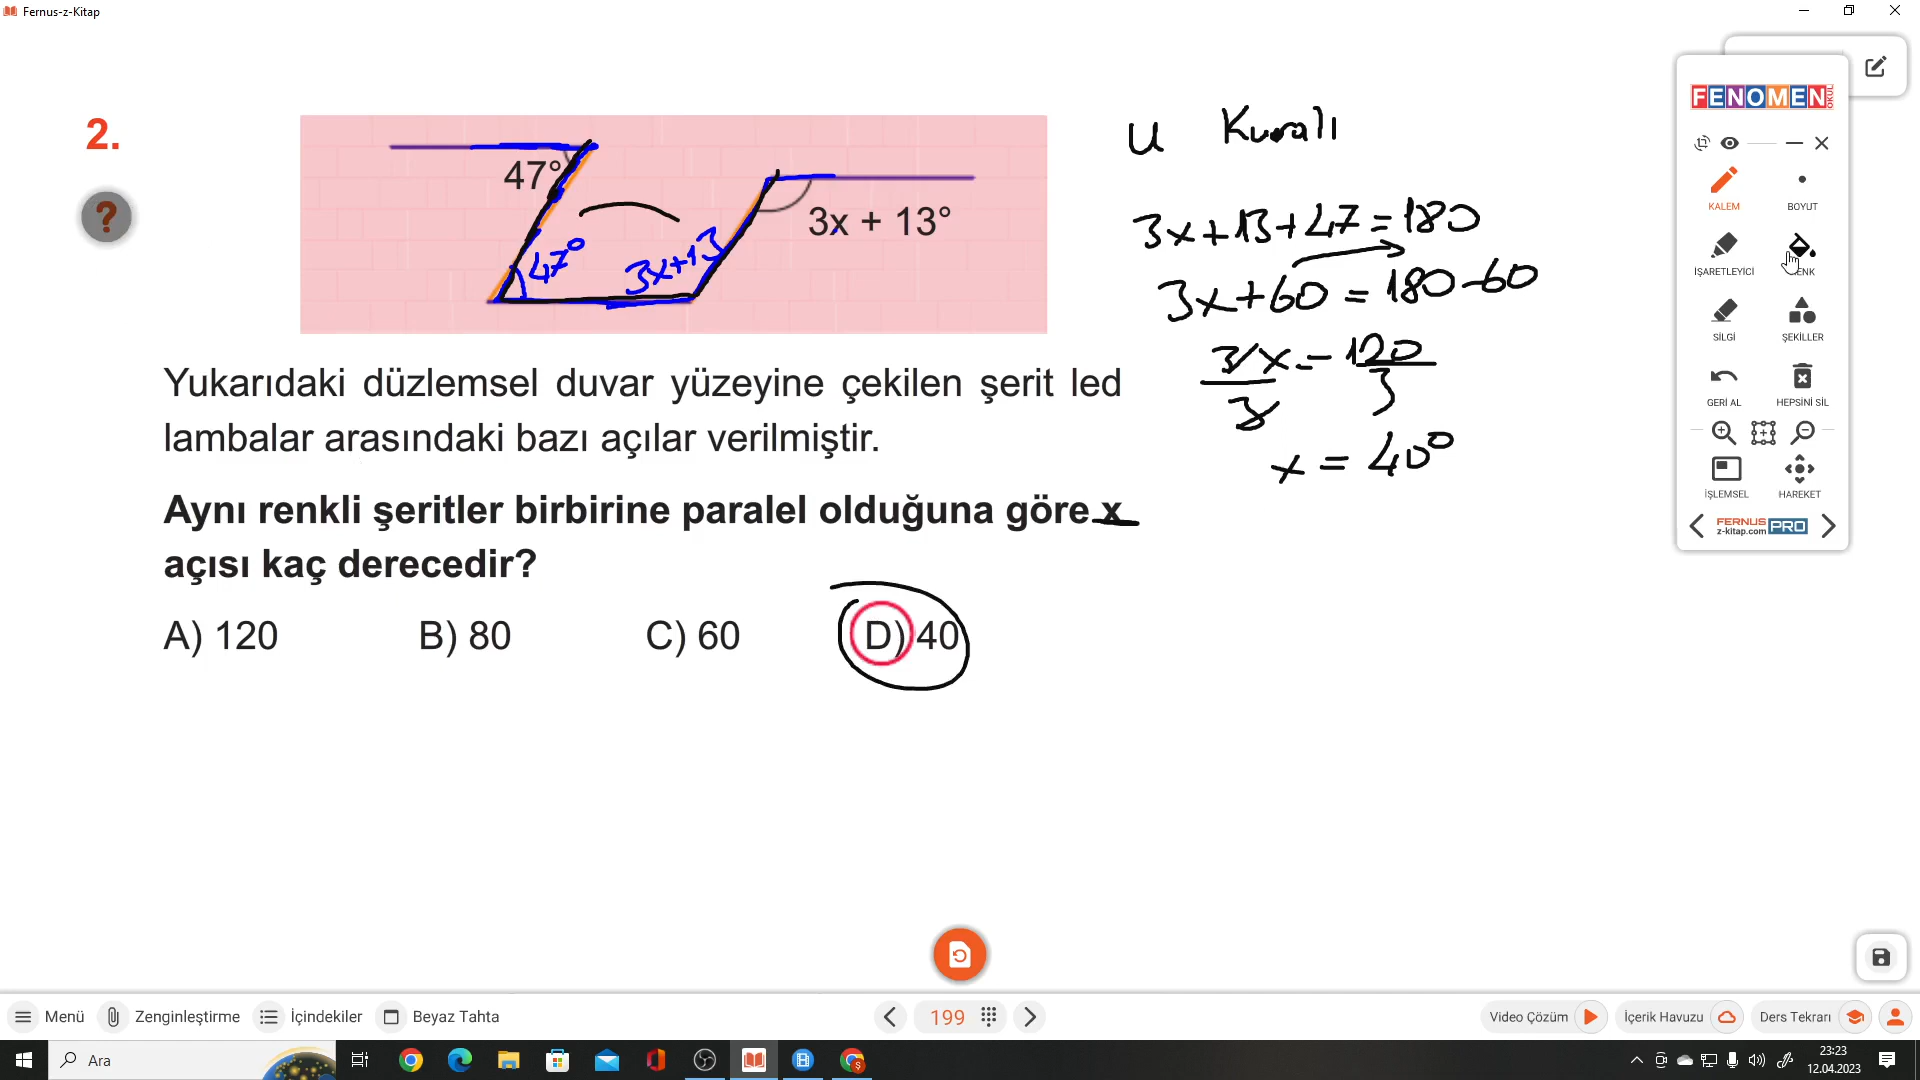 Fernus-z-Kitap
2.
?
47°
3x + 13°
47°
3x+13
U Kuralı
3x+13+47=180
3x+60=180-60
3x=120
3 3
x=40°
Yukarıdaki düzlemsel duvar yüzeyine çekilen şerit led
lambalar arasındaki bazı açılar verilmiştir.
Aynı renkli şeritler birbirine paralel olduğuna göre x
açısı kaç derecedir?
A) 120 B) 80 C) 60 D) 40
FENOMEN OKUL
KALEM BOYUT
İŞARETLEYİCİ RENK
SİLGİ ŞEKİLLER
GERİ AL HEPSİNİ SİL
İŞLEMSEL HAREKET
FERNUS z-kitap.com PRO
Menü Zenginleştirme İçindekiler Beyaz Tahta 199 Video Çözüm İçerik Havuzu Ders Tekrarı
Ara 23:23
12.04.2023